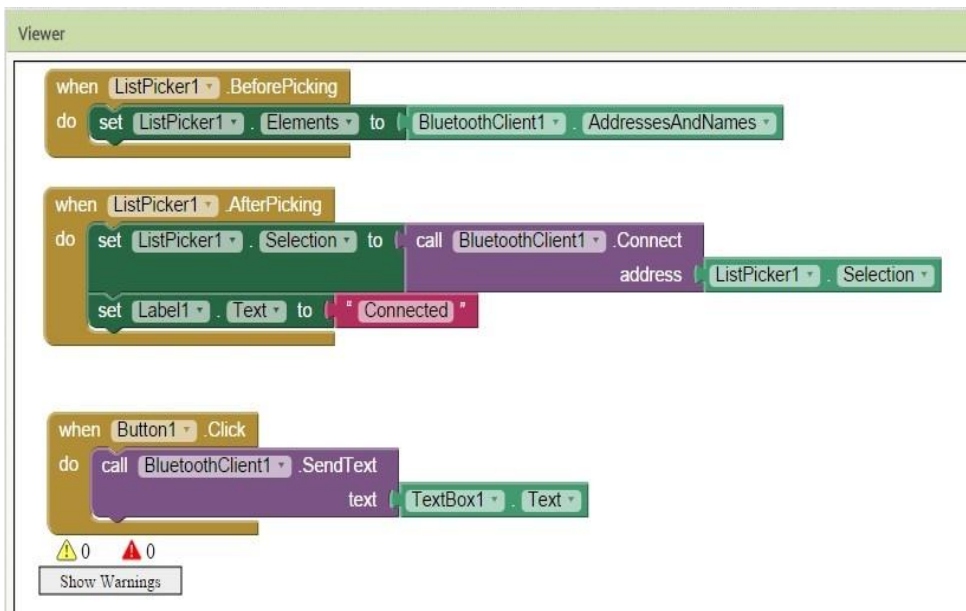 Viewer
when ListPicker1 .BeforePicking
do set ListPicker1 . Elements to BluetoothClient1 . AddressesAndNames
when ListPicker1 .AfterPicking
do set ListPicker1 . Selection to call BluetoothClient1 .Connect
address ListPicker1 . Selection
set Label1 . Text to " Connected "
when Button1 .Click
do call BluetoothClient1 .SendText
text TextBox1 . Text
0 0
Show Warnings